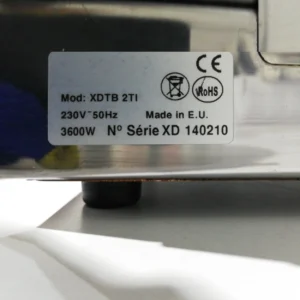 CE
RoHS
Mod: XDTB 2TI
230V~50Hz Made in E.U.
3600W Nº Série XD 140210